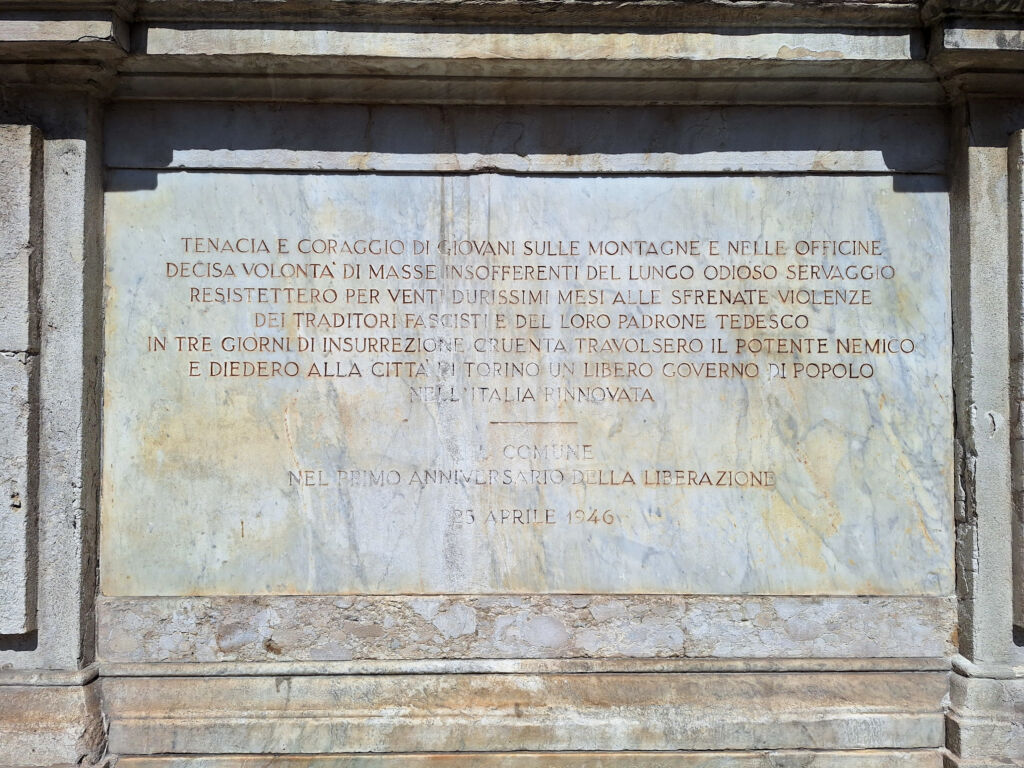 TENACIA E CORAGGIO DI GIOVANI SULLE MONTAGNE E NELLE OFFICINE
DECISA VOLONTA' DI MASSE INSOFFERENTI DEL LUNGO ODIOSO SERVAGGIO
RESISTETTERO PER VENTI DURISSIMI MESI ALLE SFRENATE VIOLENZE
DEI TRADITORI FASCISTI E DEL LORO PADRONE TEDESCO
IN TRE GIORNI DI INSURREZIONE CRUENTA TRAVOLSERO IL POTENTE NEMICO
E DIEDERO ALLA CITTA' DI TORINO UN LIBERO GOVERNO DI POPOLO
NELL'ITALIA RINNOVATA
IL COMUNE
NEL PRIMO ANNIVERSARIO DELLA LIBERAZIONE
25 APRILE 1946